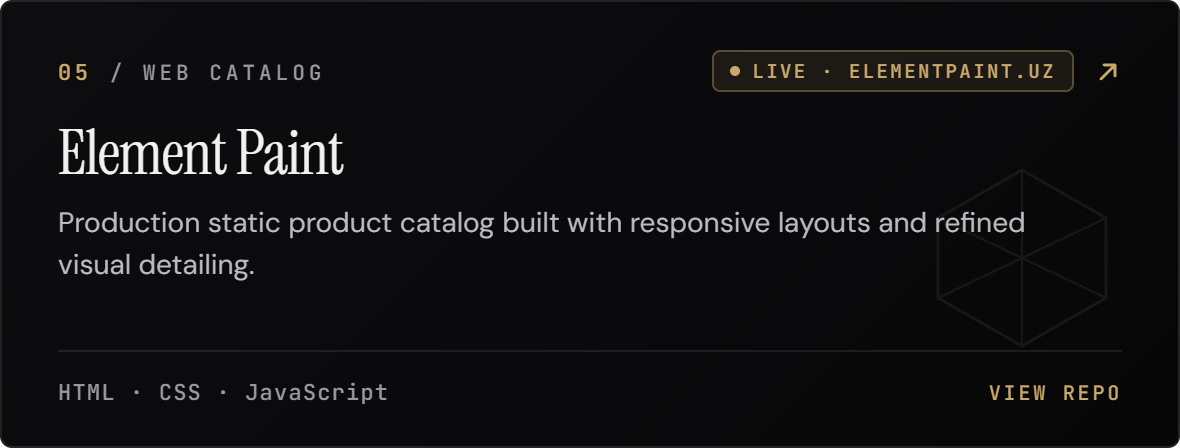 05 / WEB CATALOG
LIVE · ELEMENTPAINT.UZ
Element Paint
Production static product catalog built with responsive layouts and refined
visual detailing.
HTML · CSS · JavaScript
VIEW REPO